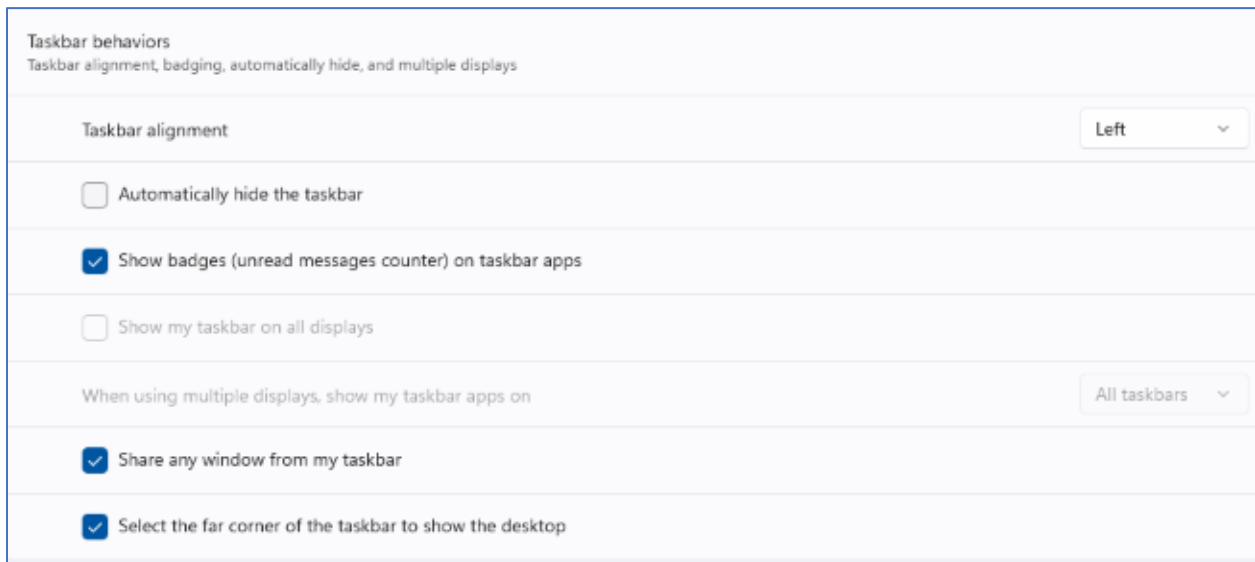 Taskbar behaviors
Taskbar alignment, badging, automatically hide, and multiple displays
Taskbar alignment
Left
Automatically hide the taskbar
Show badges (unread messages counter) on taskbar apps
Show my taskbar on all displays
When using multiple displays, show my taskbar apps on
All taskbars
Share any window from my taskbar
Select the far corner of the taskbar to show the desktop